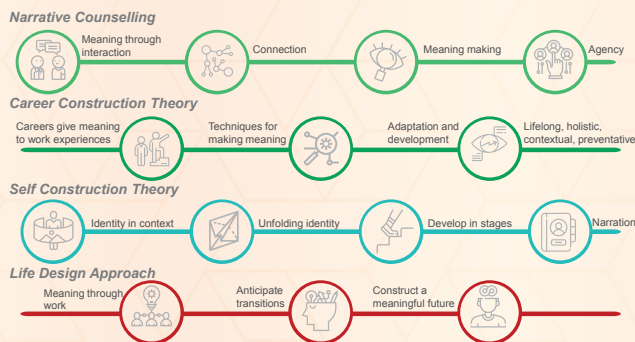 Narrative Counselling
Meaning through
interaction
Connection
Meaning making
Agency
Career Construction Theory
Careers give meaning
to work experiences
Techniques for
making meaning
Adaptation and
development
Lifelong, holistic,
contextual, preventative
Self Construction Theory
Identity in context
Unfolding identity
Develop in stages
Narration
Life Design Approach
Meaning through
work
Anticipate
transitions
Construct a
meaningful future